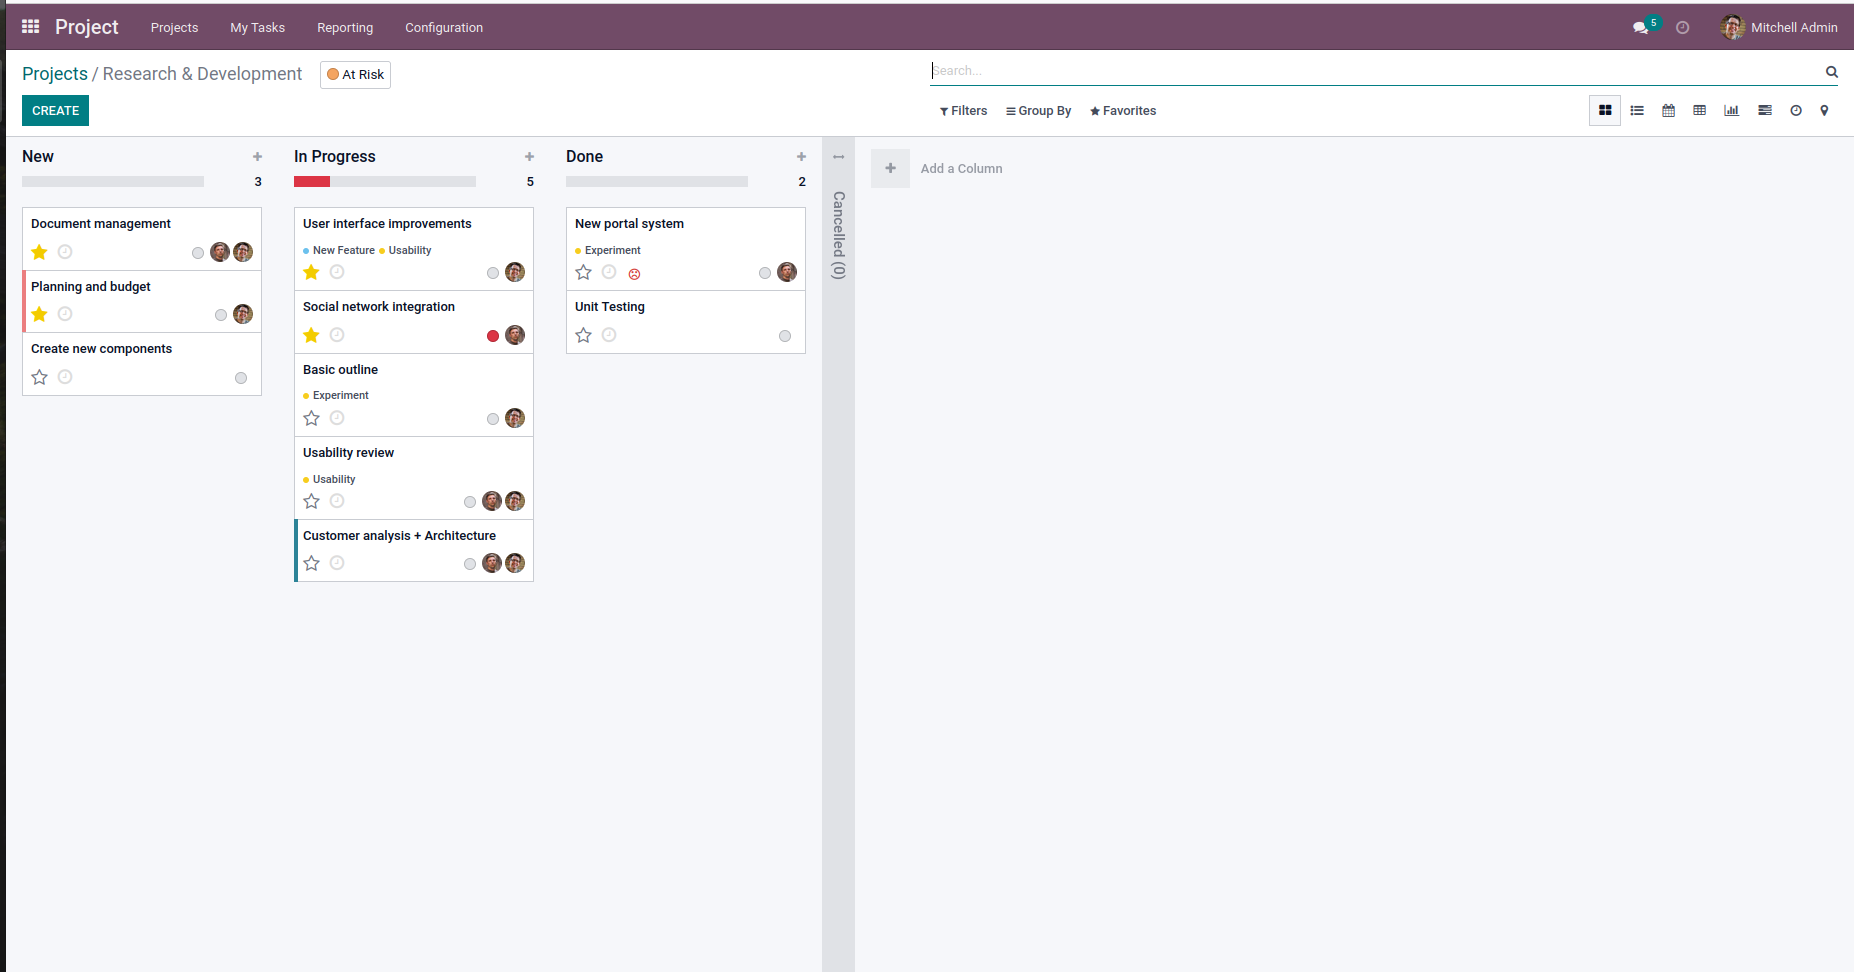 Project
Projects
My Tasks
Reporting
Configuration
5
Mitchell Admin
Projects / Research & Development
At Risk
Search...
CREATE
Filters
Group By
Favorites
New
3
Document management
Planning and budget
Create new components
In Progress
5
User interface improvements
New Feature
Usability
Social network integration
Basic outline
Experiment
Usability review
Usability
Customer analysis + Architecture
Done
2
New portal system
Experiment
Unit Testing
Cancelled (0)
Add a Column